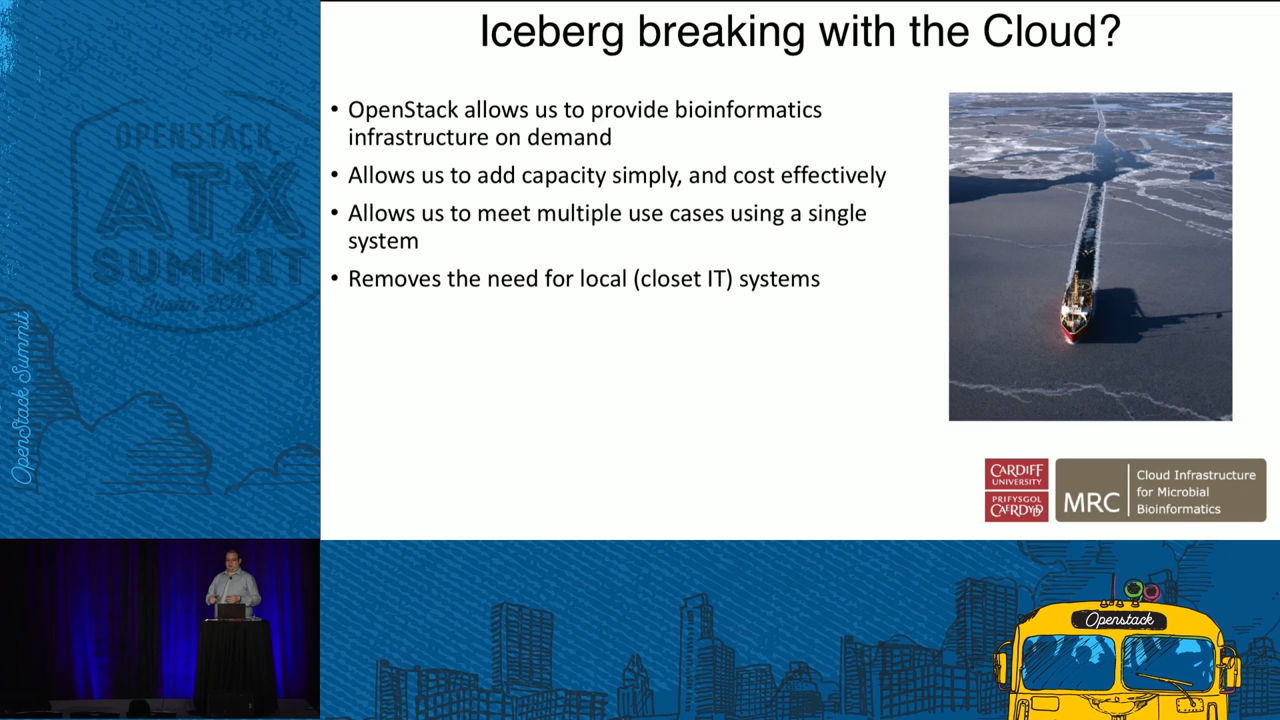 Iceberg breaking with the Cloud?
• OpenStack allows us to provide bioinformatics
infrastructure on demand
• Allows us to add capacity simply, and cost effectively
• Allows us to meet multiple use cases using a single
system
• Removes the need for local (closet IT) systems
OPENSTACK
ATX
SUMMIT
OpenStack Summit
CARDIFF
UNIVERSITY
PRIFYSGOL
CAERDYDD
MRC
Cloud Infrastructure
for Microbial
Bioinformatics
Openstack